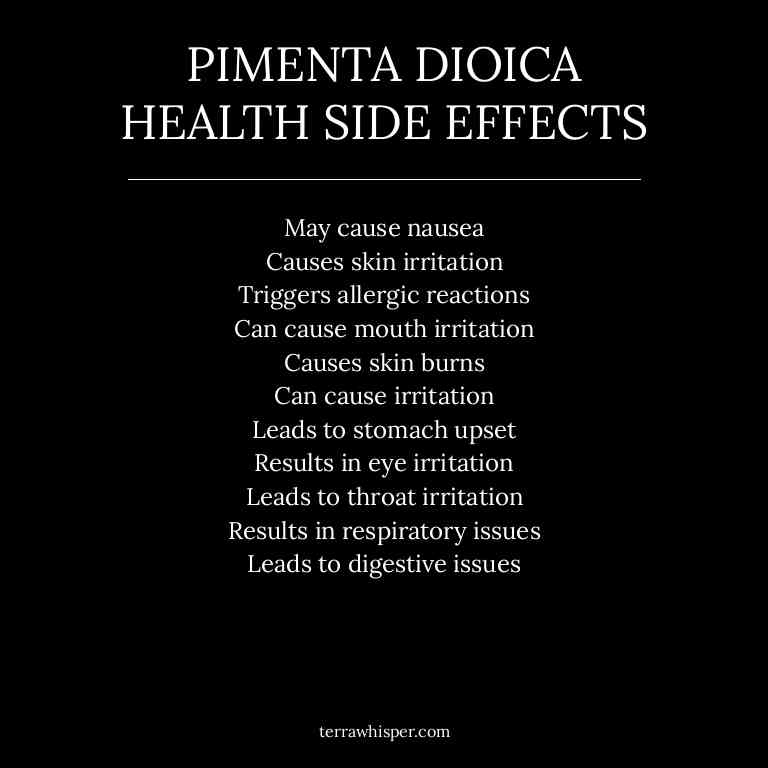 PIMENTA DIOICA
HEALTH SIDE EFFECTS
May cause nausea
Causes skin irritation
Triggers allergic reactions
Can cause mouth irritation
Causes skin burns
Can cause irritation
Leads to stomach upset
Results in eye irritation
Leads to throat irritation
Results in respiratory issues
Leads to digestive issues
terrawhisper.com